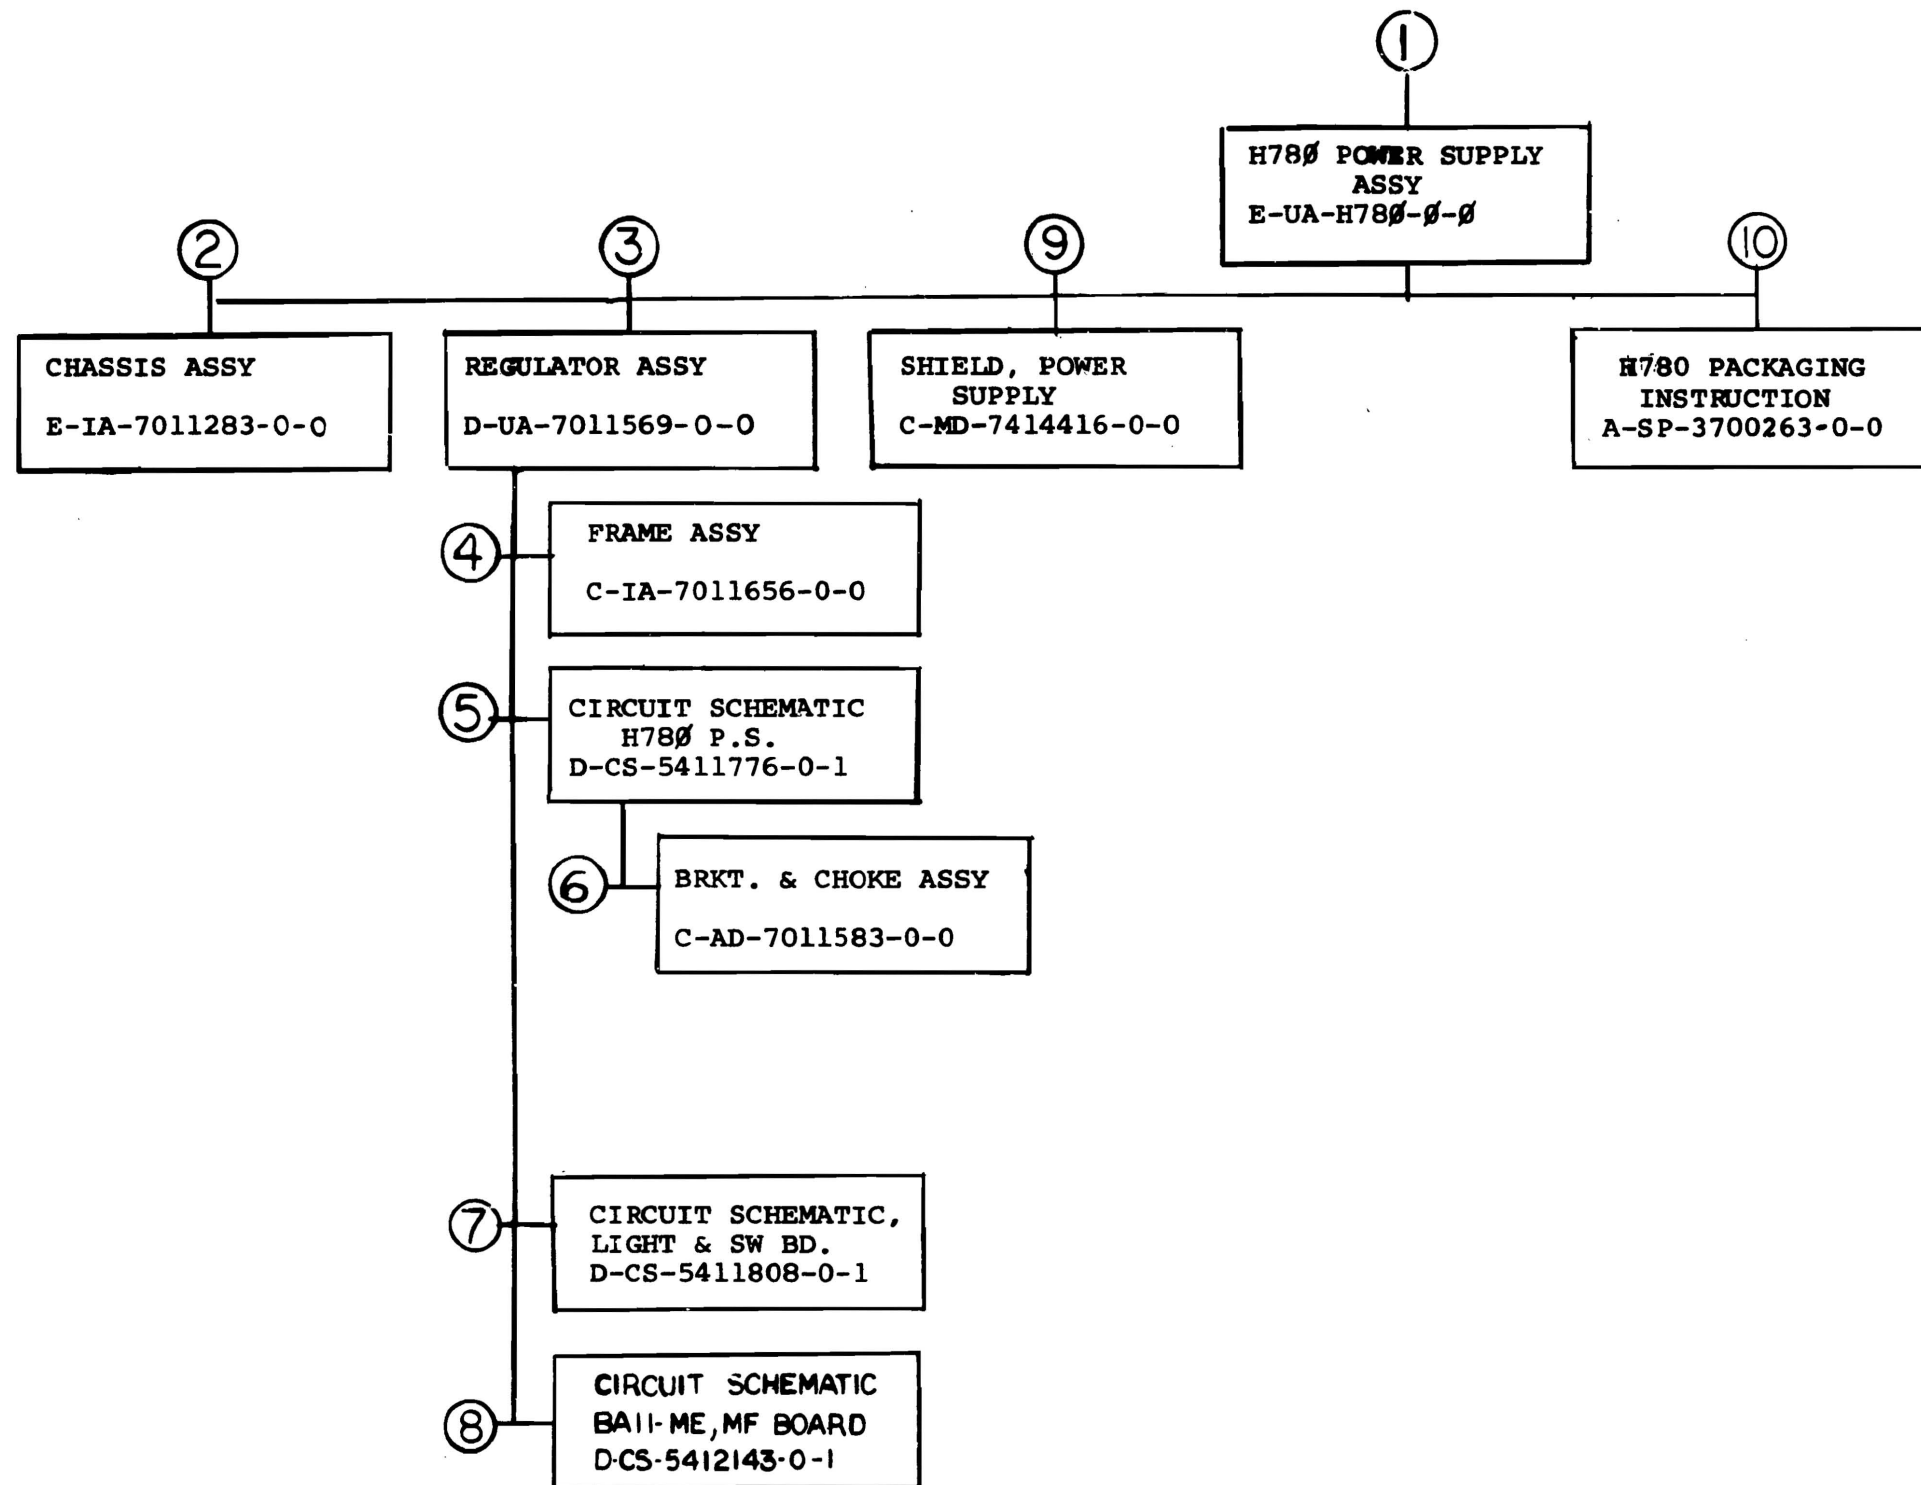 1
H78Ø POWER SUPPLY
ASSY
E-UA-H78Ø-Ø-Ø
2
3
9
10
CHASSIS ASSY
E-IA-7011283-0-0
REGULATOR ASSY
D-UA-7011569-0-0
SHIELD, POWER
SUPPLY
C-MD-7414416-0-0
H780 PACKAGING
INSTRUCTION
A-SP-3700263-0-0
4
FRAME ASSY
C-IA-7011656-0-0
5
CIRCUIT SCHEMATIC
H78Ø P.S.
D-CS-5411776-0-1
6
BRKT. & CHOKE ASSY
C-AD-7011583-0-0
7
CIRCUIT SCHEMATIC,
LIGHT & SW BD.
D-CS-5411808-0-1
8
CIRCUIT SCHEMATIC
BA11-ME,MF BOARD
D-CS-5412143-0-1